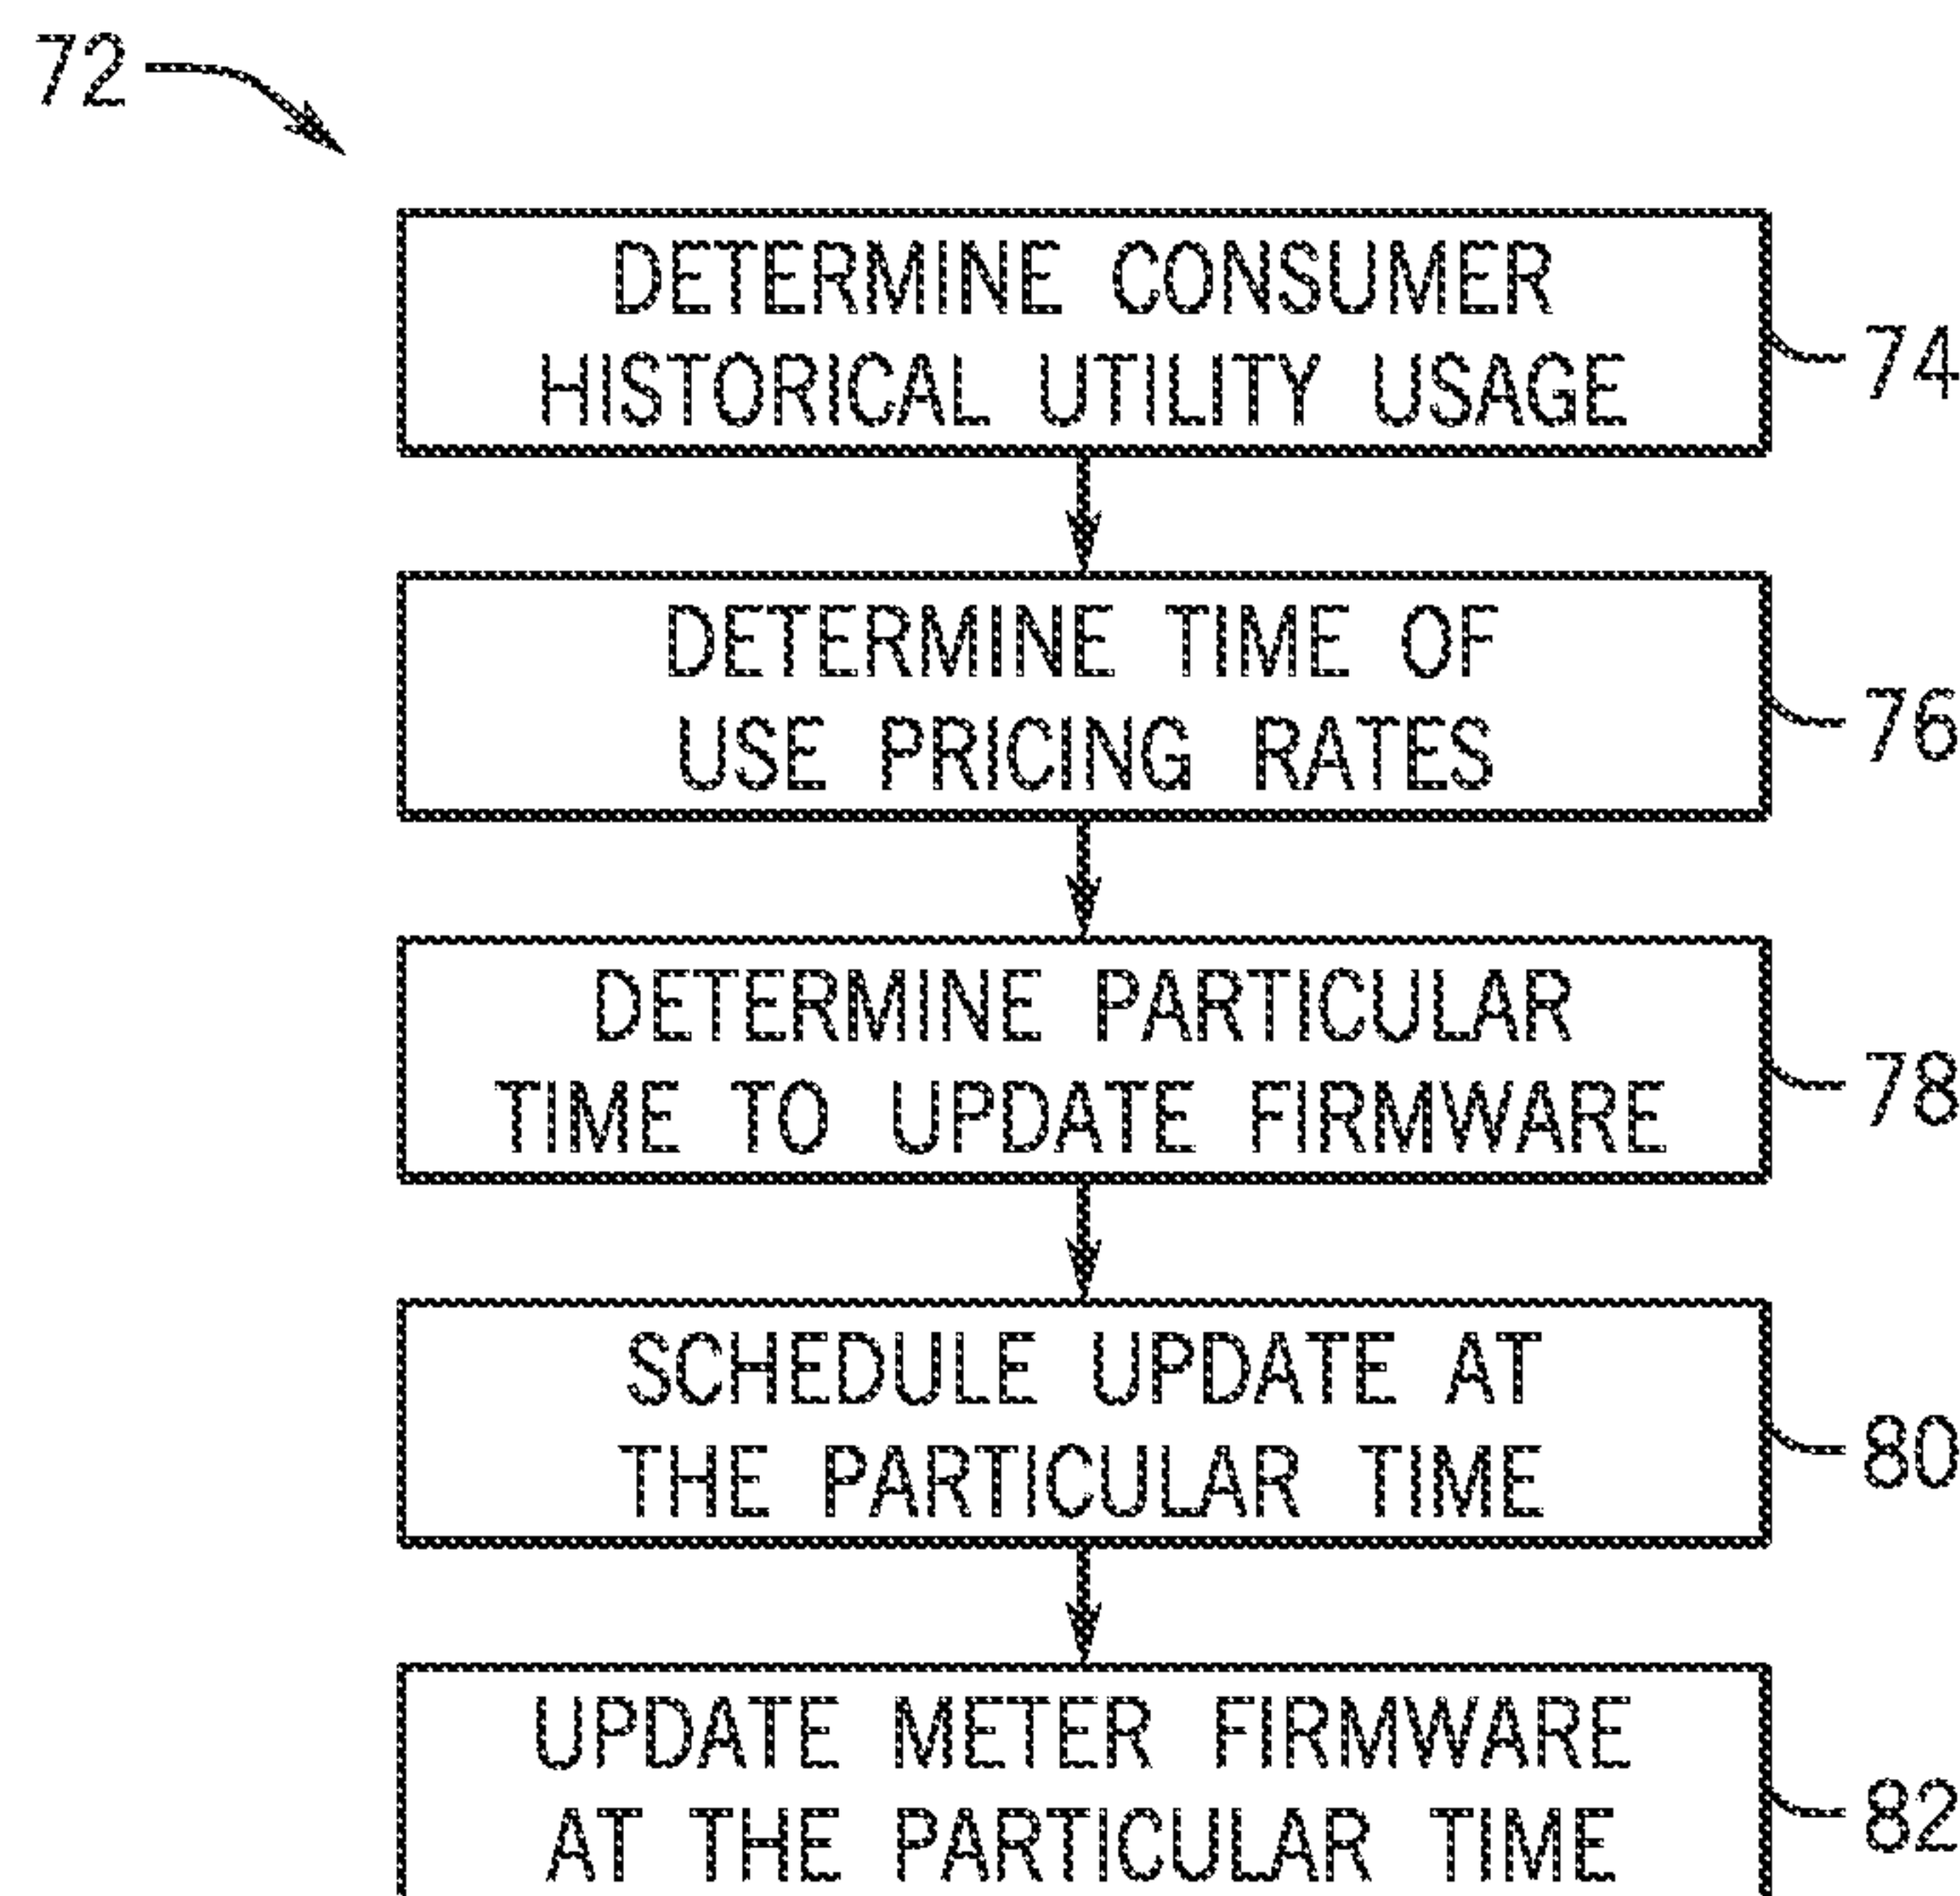 72
DETERMINE CONSUMER
HISTORICAL UTILITY USAGE
74
DETERMINE TIME OF
USE PRICING RATES
76
DETERMINE PARTICULAR
TIME TO UPDATE FIRMWARE
78
SCHEDULE UPDATE AT
THE PARTICULAR TIME
80
UPDATE METER FIRMWARE
AT THE PARTICULAR TIME
82